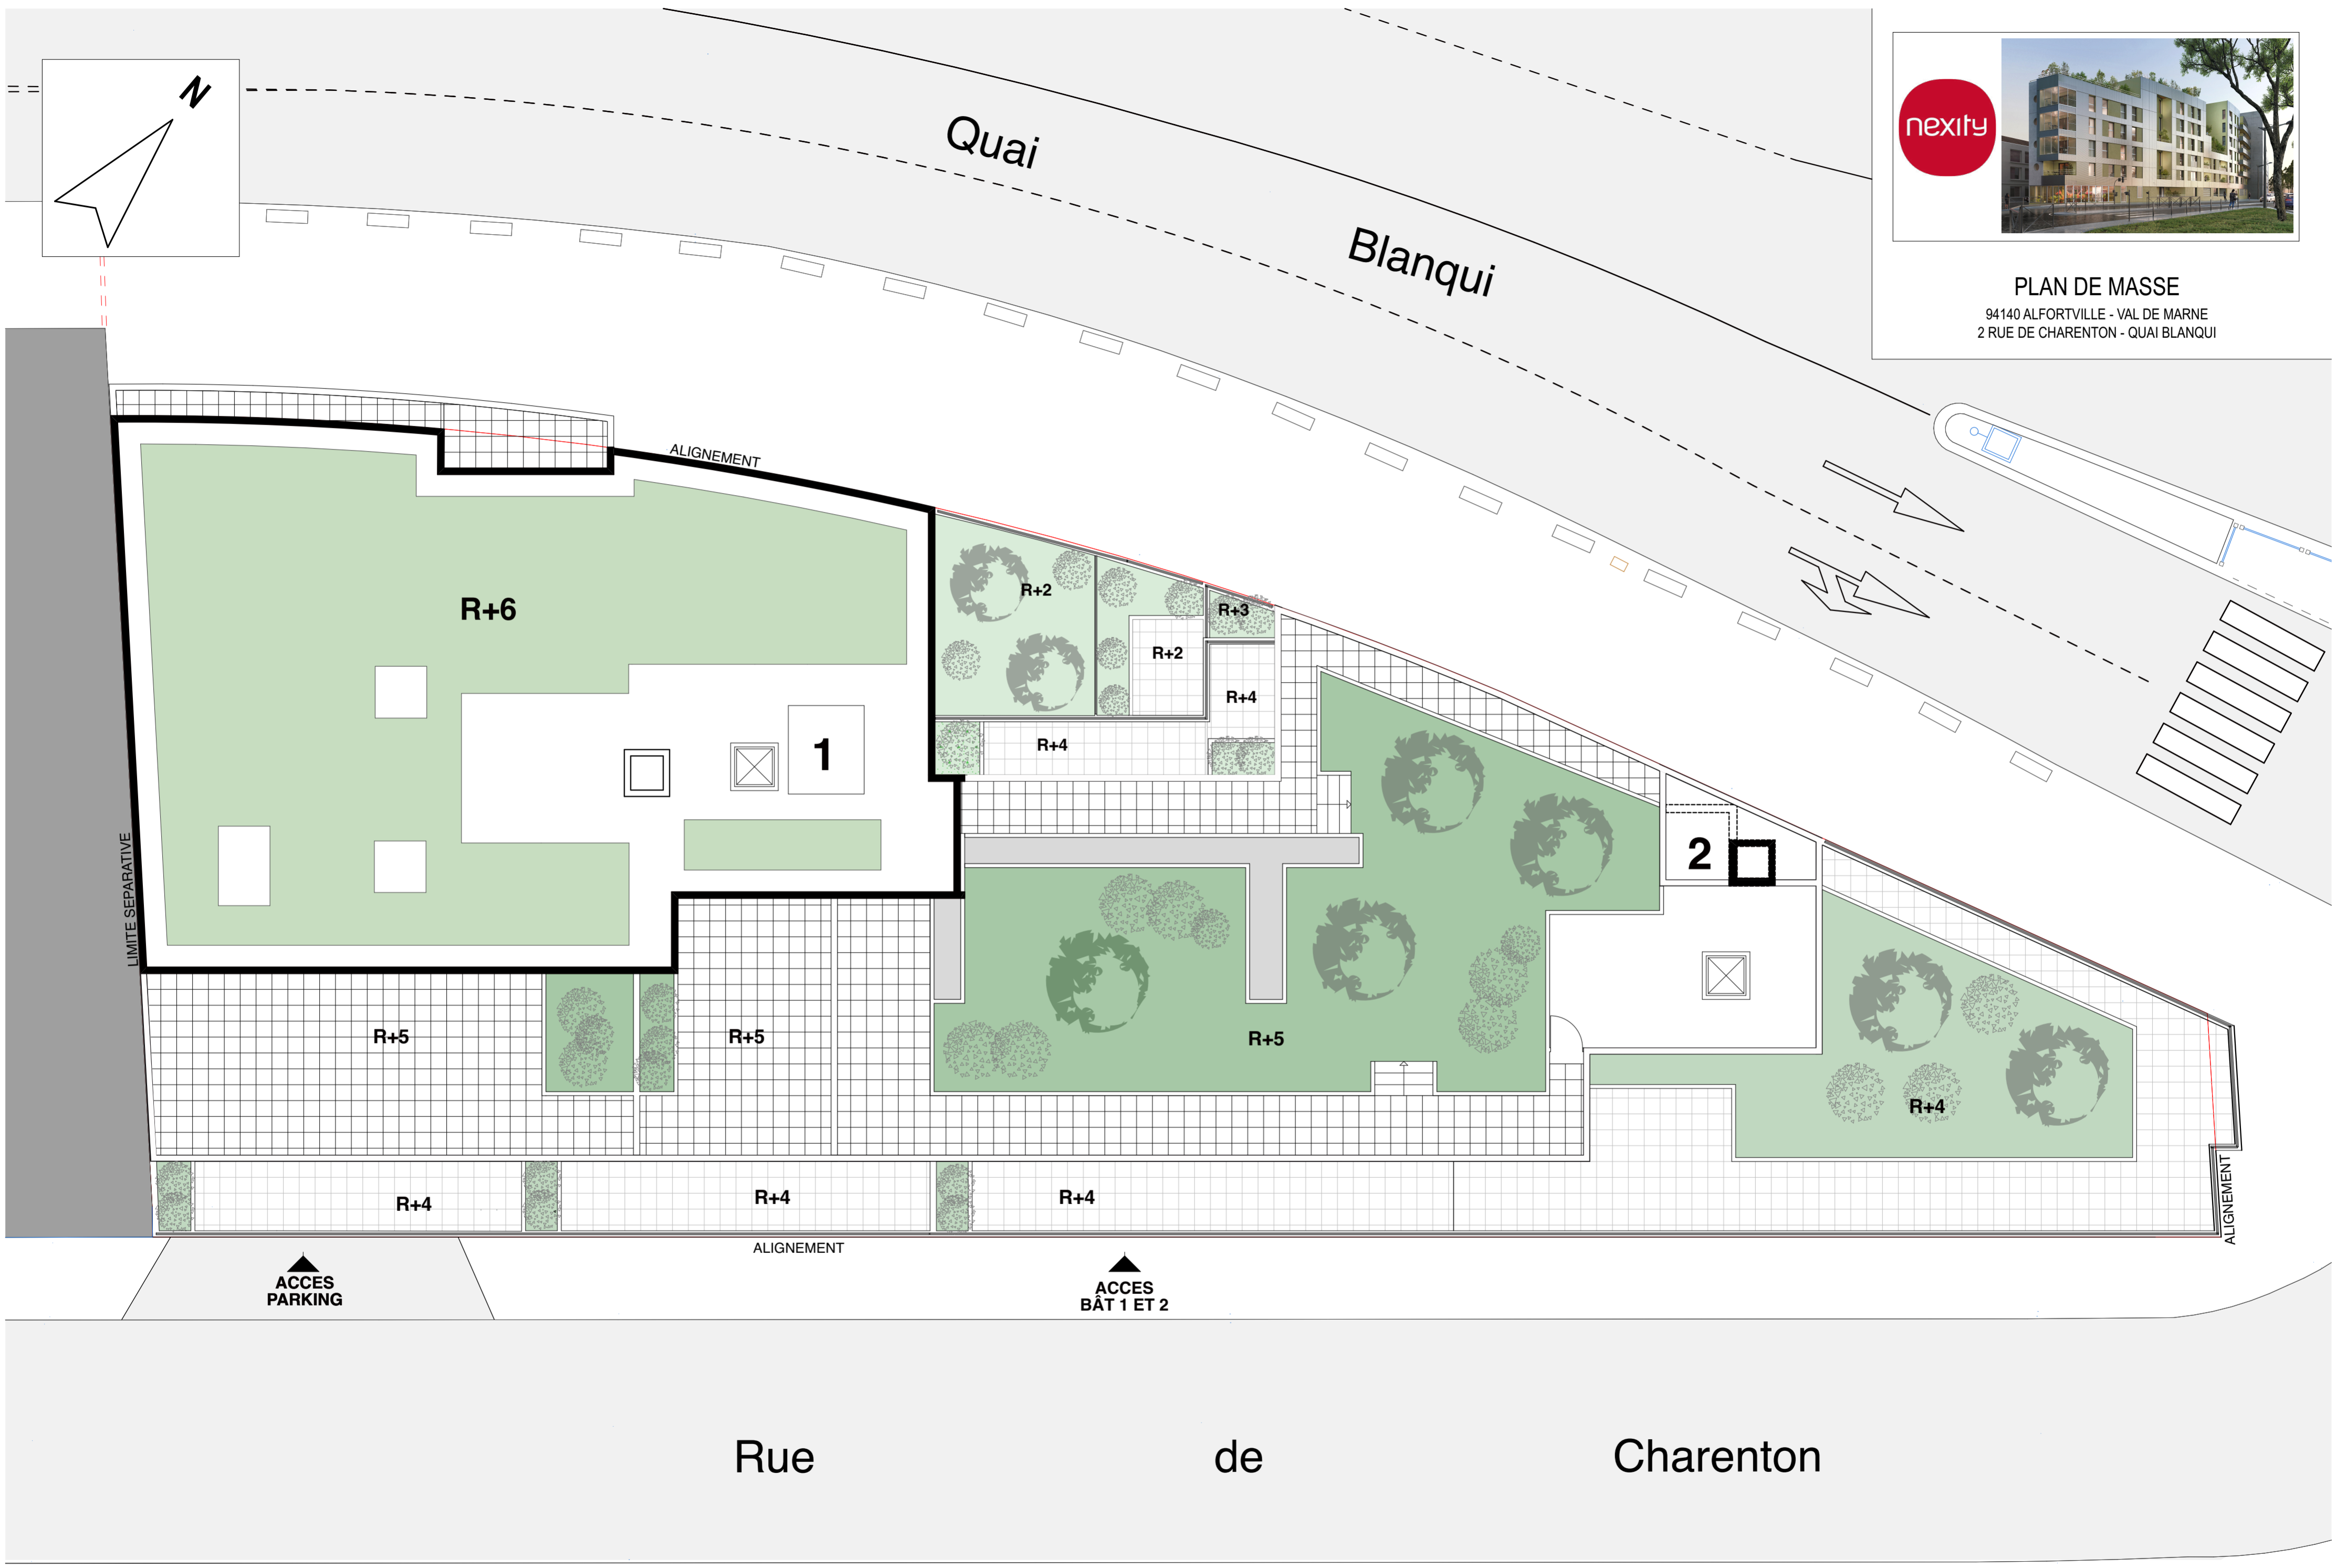 N
Quai
Blanqui
nexity
PLAN DE MASSE
94140 ALFORTVILLE - VAL DE MARNE
2 RUE DE CHARENTON - QUAI BLANQUI
ALIGNEMENT
R+6
R+2
R+3
R+2
R+4
R+4
1
2
LIMITE SEPARATIVE
R+5
R+5
R+5
R+4
R+4
R+4
R+4
ALIGNEMENT
ALIGNEMENT
ACCES
PARKING
ACCES
BÂT 1 ET 2
Rue de Charenton